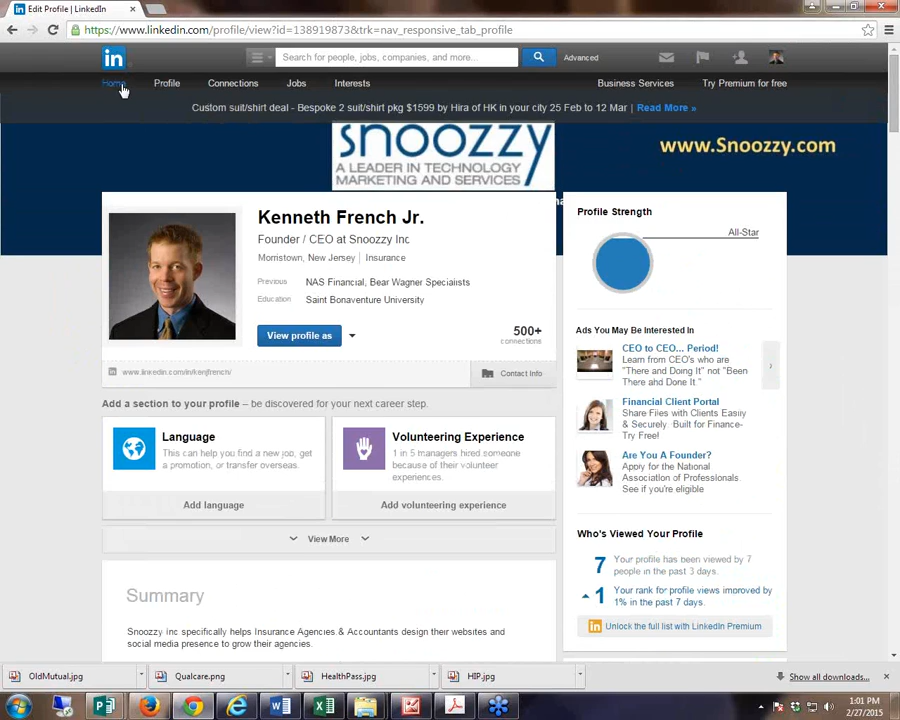 Edit Profile | LinkedIn
https://www.linkedin.com/profile/view?id=138919873&trk=nav_responsive_tab_profile
in
Search for people, jobs, companies, and more...
Advanced
Home
Profile
Connections
Jobs
Interests
Business Services
Try Premium for free
Custom suit/shirt deal - Bespoke 2 suit/shirt pkg $1599 by Hira of HK in your city 25 Feb to 12 Mar | Read More »
snoozzy
A LEADER IN TECHNOLOGY
MARKETING AND SERVICES
www.Snoozzy.com
Kenneth French Jr.
Founder / CEO at Snoozzy Inc
Morristown, New Jersey | Insurance
Previous NAS Financial, Bear Wagner Specialists
Education Saint Bonaventure University
View profile as
500+
connections
www.linkedin.com/in/kenjfrench/
Contact Info
Add a section to your profile – be discovered for your next career step.
Language
This can help you find a new job, get
a promotion, or transfer overseas.
Add language
Volunteering Experience
1 in 5 managers hired someone
because of their volunteer
experiences.
Add volunteering experience
View More
Summary
Snoozzy Inc specifically helps Insurance Agencies & Accountants design their websites and
social media presence to grow their agencies.
Profile Strength
All-Star
Ads You May Be Interested In
CEO to CEO... Period!
Learn from CEO's who are
"There and Doing It" not "Been
There and Done It."
Financial Client Portal
Share Files with Clients Easily
& Securely. Built for Finance-
Try Free!
Are You A Founder?
Apply for the National
Association of Professionals
See if you're eligible
Who's Viewed Your Profile
7 Your profile has been viewed by 7
people in the past 3 days.
1 Your rank for profile views improved by
1% in the past 7 days.
Unlock the full list with LinkedIn Premium
OldMutual.jpg
Qualcare.png
HealthPass.jpg
HIP.jpg
Show all downloads...
1:01 PM
2/27/2015